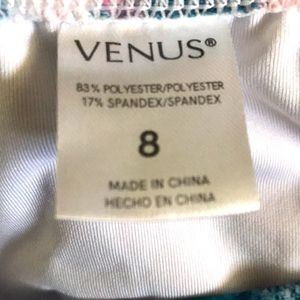 VENUS®
83% POLYESTER/POLYESTER
17% SPANDEX/SPANDEX
8
MADE IN CHINA
HECHO EN CHINA